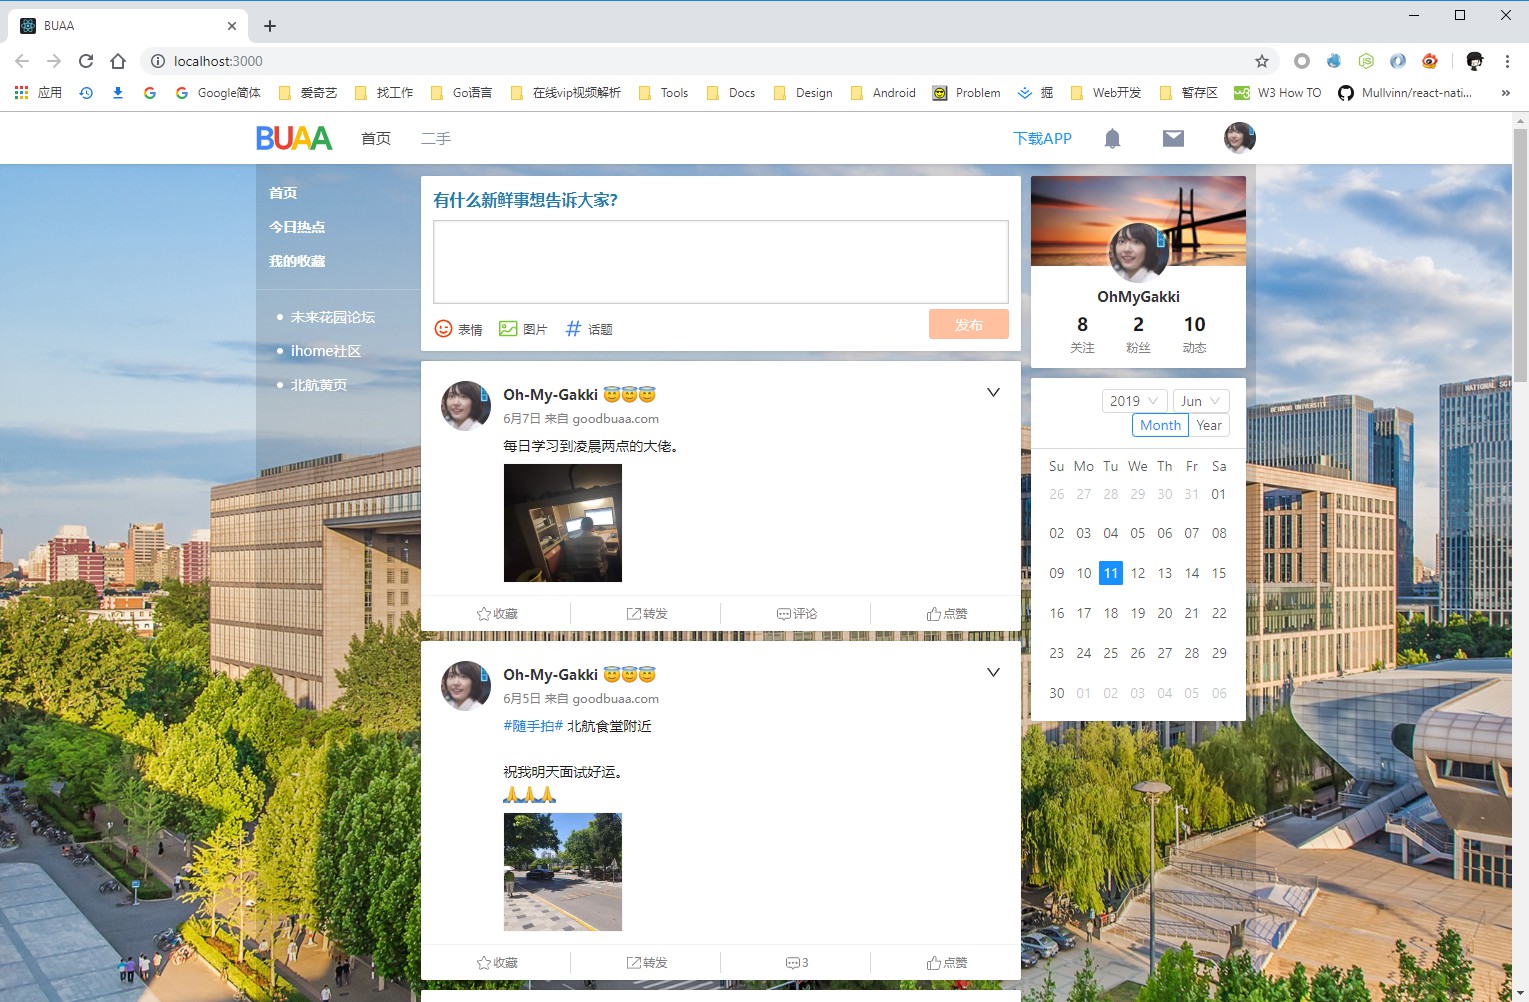 BUAA
localhost:3000
应用
Google简体
爱奇艺
找工作
Go语言
在线vip视频解析
Tools
Docs
Design
Android
Problem
掘
Web开发
暂存区
W3 How TO
Mullvinn/react-nati...
BUAA
首页
二手
下载APP
首页
今日热点
我的收藏
未来花园论坛
ihome社区
北航黄页
有什么新鲜事想告诉大家?
表情
图片
# 话题
发布
Oh-My-Gakki 😇😇😇
6月7日 来自 goodbuaa.com
每日学习到凌晨两点的大佬。
收藏
转发
评论
点赞
Oh-My-Gakki 😇😇😇
6月5日 来自 goodbuaa.com
#随手拍# 北航食堂附近
祝我明天面试好运。
🙏🙏🙏
收藏
转发
3
点赞
OhMyGakki
8 2 10
关注 粉丝 动态
2019 Jun
Month Year
Su Mo Tu We Th Fr Sa
26 27 28 29 30 31 01
02 03 04 05 06 07 08
09 10 11 12 13 14 15
16 17 18 19 20 21 22
23 24 25 26 27 28 29
30 01 02 03 04 05 06